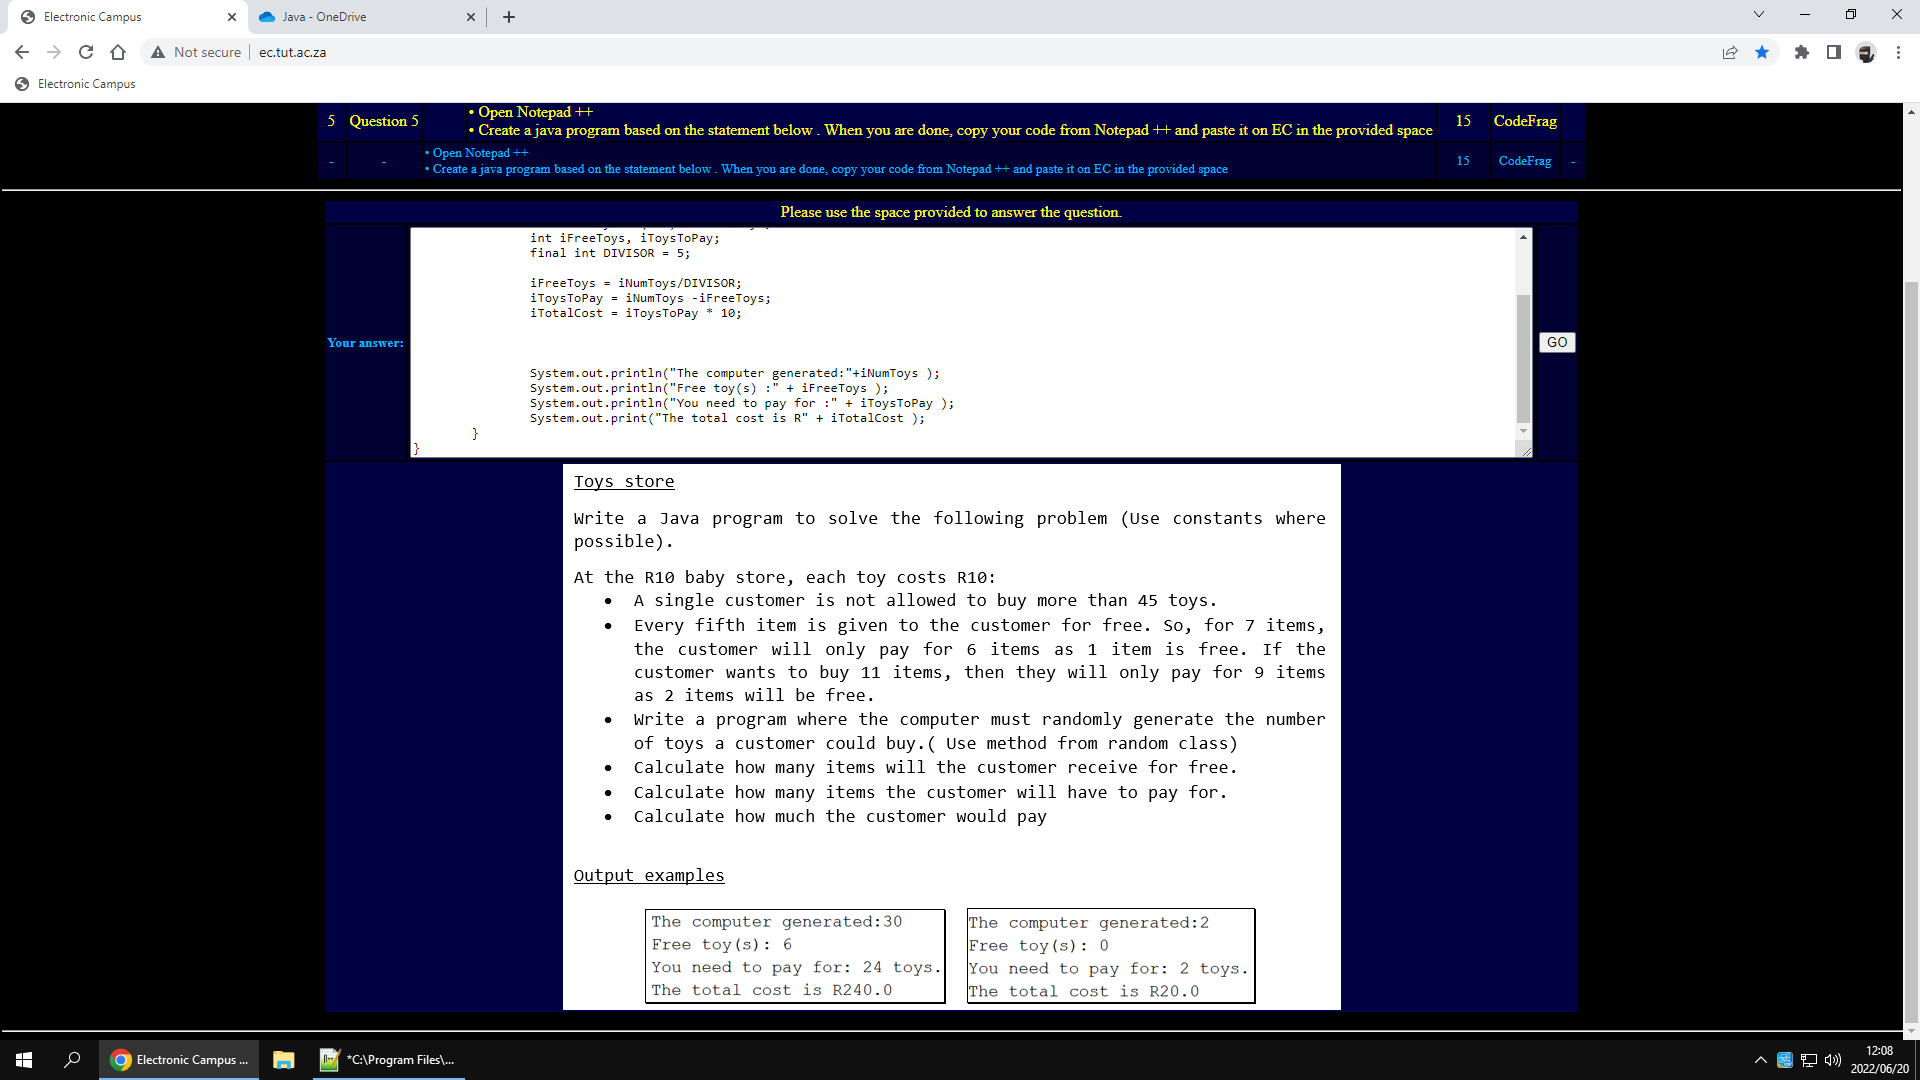 Electronic Campus
Java - OneDrive
Not secure
ec.tut.ac.za
Electronic Campus
5 Question 5
• Open Notepad ++
• Create a java program based on the statement below . When you are done, copy your code from Notepad ++ and paste it on EC in the provided space
15 CodeFrag
- -
• Open Notepad ++
• Create a java program based on the statement below . When you are done, copy your code from Notepad ++ and paste it on EC in the provided space
15 CodeFrag -
Please use the space provided to answer the question.
Your answer:
int iFreeToys, iToysToPay;
final int DIVISOR = 5;
iFreeToys = iNumToys/DIVISOR;
iToysToPay = iNumToys -iFreeToys;
iTotalCost = iToysToPay * 10;
System.out.println("The computer generated:"+iNumToys );
System.out.println("Free toy(s) :" + iFreeToys );
System.out.println("You need to pay for :" + iToysToPay );
System.out.print("The total cost is R" + iTotalCost );
}
}
GO
Toys store
Write a Java program to solve the following problem (Use constants where
possible).
At the R10 baby store, each toy costs R10:
• A single customer is not allowed to buy more than 45 toys.
• Every fifth item is given to the customer for free. So, for 7 items,
the customer will only pay for 6 items as 1 item is free. If the
customer wants to buy 11 items, then they will only pay for 9 items
as 2 items will be free.
• Write a program where the computer must randomly generate the number
of toys a customer could buy.( Use method from random class)
• Calculate how many items will the customer receive for free.
• Calculate how many items the customer will have to pay for.
• Calculate how much the customer would pay
Output examples
The computer generated:30
Free toy(s): 6
You need to pay for: 24 toys.
The total cost is R240.0
The computer generated:2
Free toy(s): 0
You need to pay for: 2 toys.
The total cost is R20.0
Electronic Campus ...
*C:\Program Files\...
12:08
2022/06/20